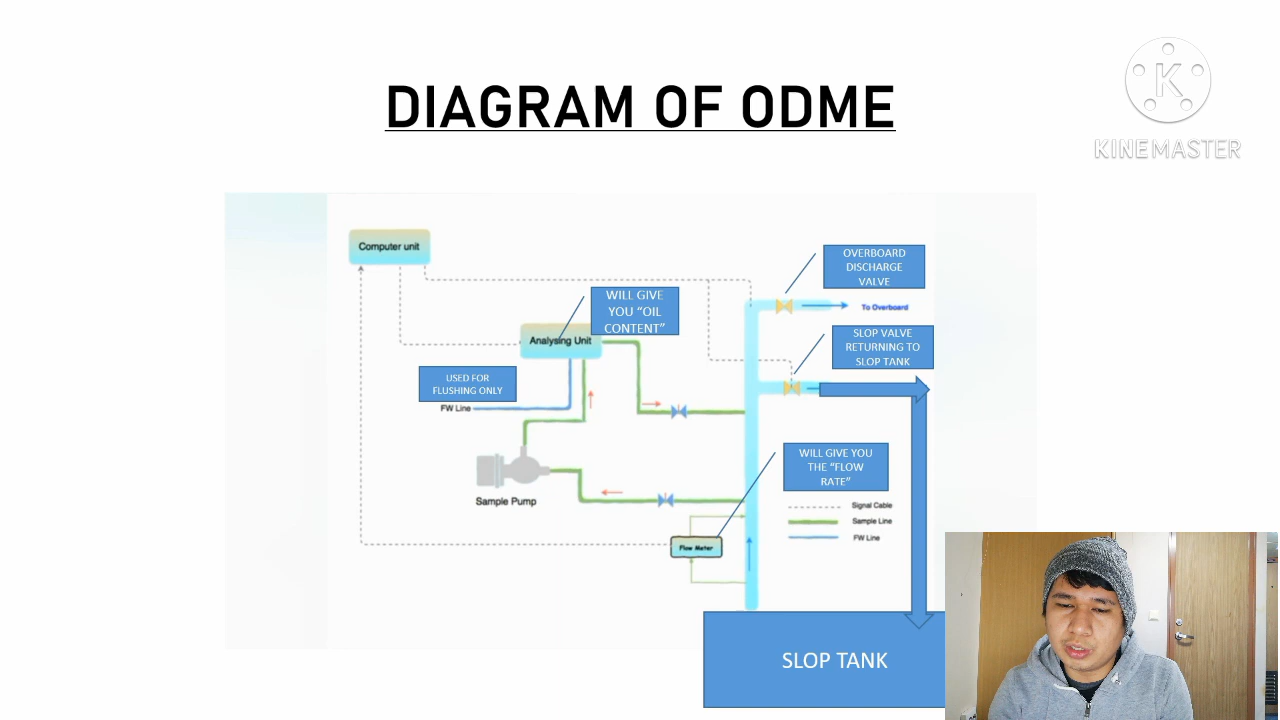 DIAGRAM OF ODME
K
KINEMASTER
Computer unit
OVERBOARD
DISCHARGE
VALVE
WILL GIVE
YOU “OIL
CONTENT”
To Overboard
Analysing Unit
SLOP VALVE
RETURNING TO
SLOP TANK
USED FOR
FLUSHING ONLY
FW Line
WILL GIVE YOU
THE “FLOW
RATE”
Sample Pump
Signal Cable
Sample Line
FW Line
Flow Meter
SLOP TANK